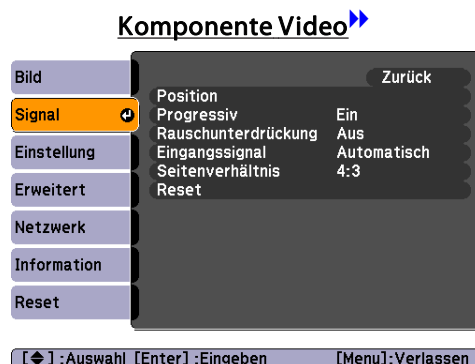 Komponente Video
Bild
Signal
Einstellung
Erweitert
Netzwerk
Information
Reset
Zurück
Position
Progressiv Ein
Rauschunterdrückung Aus
Eingangssignal Automatisch
Seitenverhältnis 4:3
Reset
[◆] :Auswahl [Enter] :Eingeben [Menu]:Verlassen